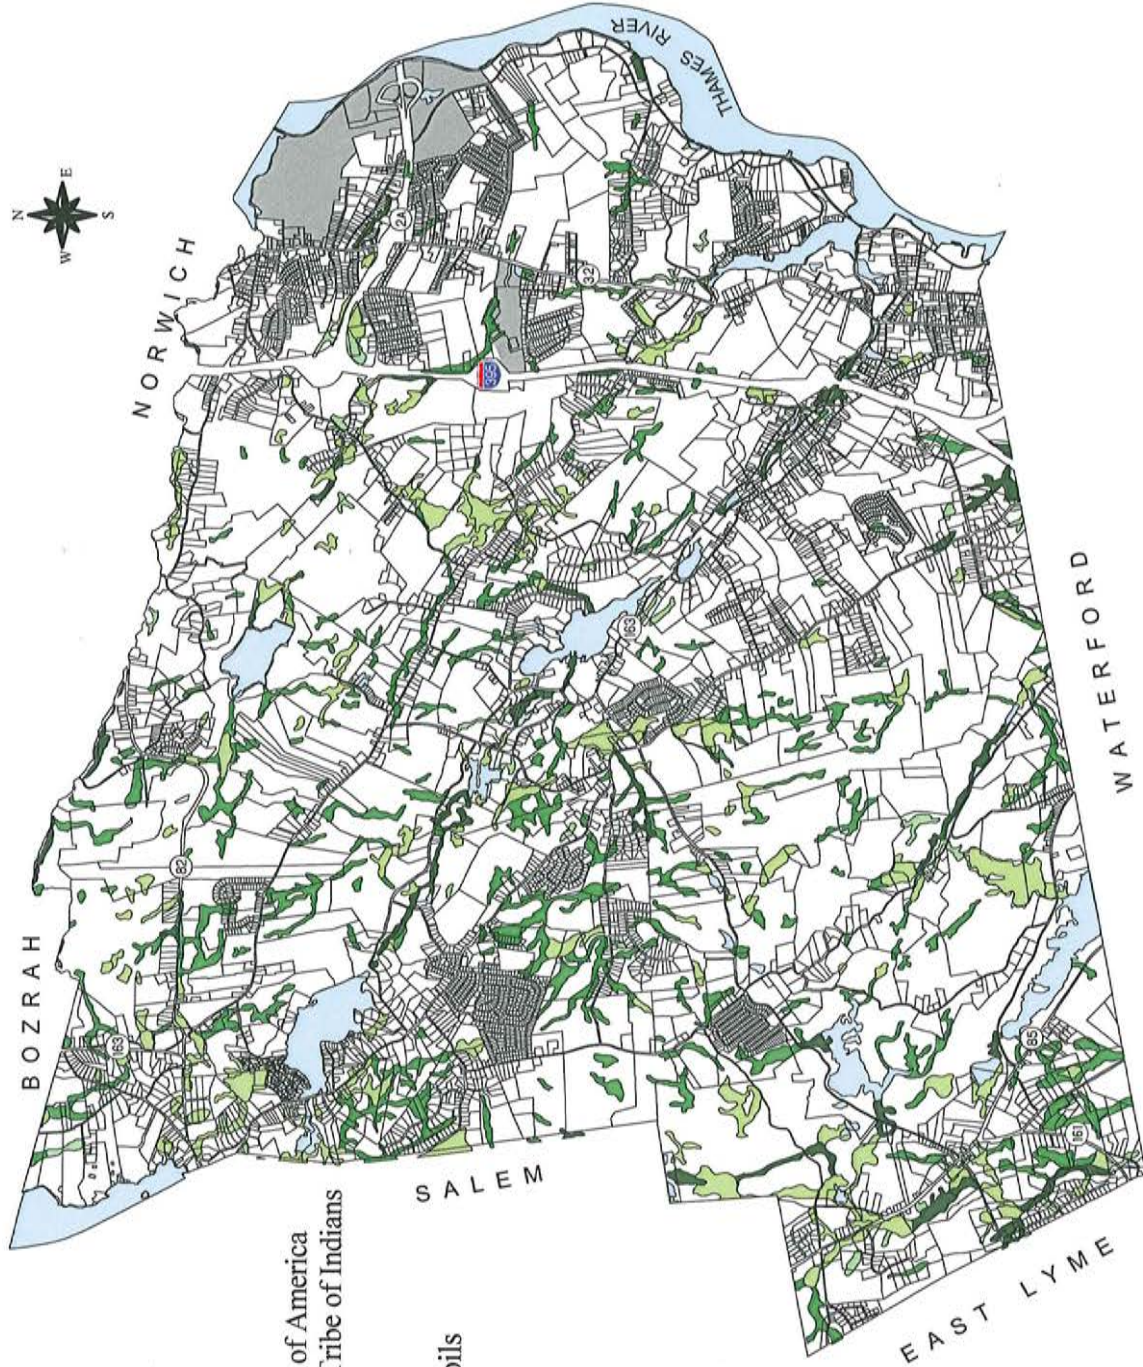 N
W
E
S
NORWICH
BOZRAH
THAMES RIVER
2A
32
395
163
82
163
85
161
SALEM
WATERFORD
EAST LYME
of America
Tribe of Indians
oils